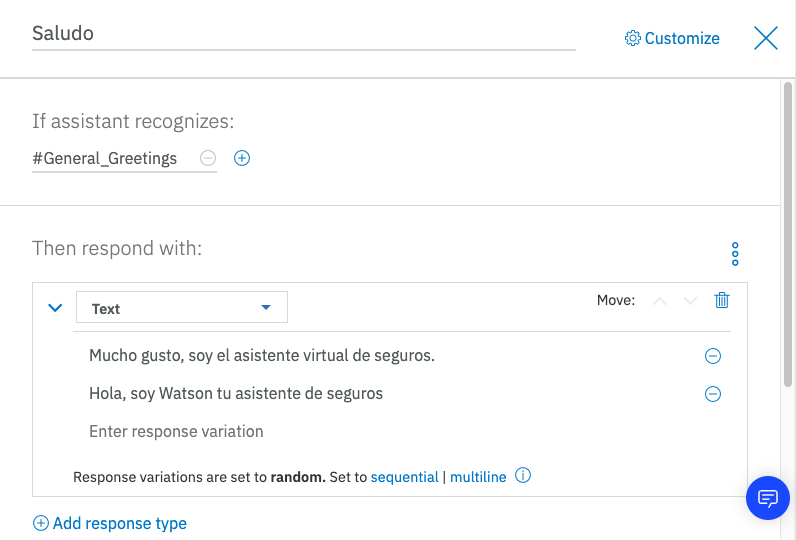 Saludo
Customize
If assistant recognizes:
#General_Greetings
Then respond with:
Text
Move:
Mucho gusto, soy el asistente virtual de seguros.
Hola, soy Watson tu asistente de seguros
Enter response variation
Response variations are set to random. Set to sequential | multiline
Add response type